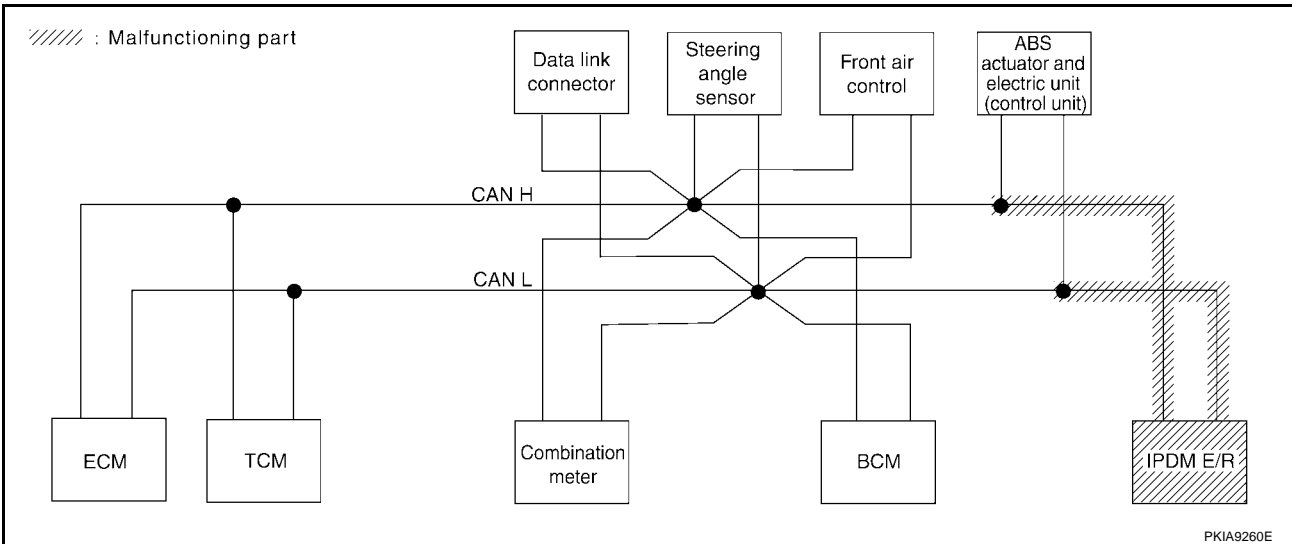 : Malfunctioning part
Data link
connector
Steering
angle
sensor
Front air
control
ABS
actuator and
electric unit
(control unit)
CAN H
CAN L
ECM
TCM
Combination
meter
BCM
IPDM E/R
PKIA9260E